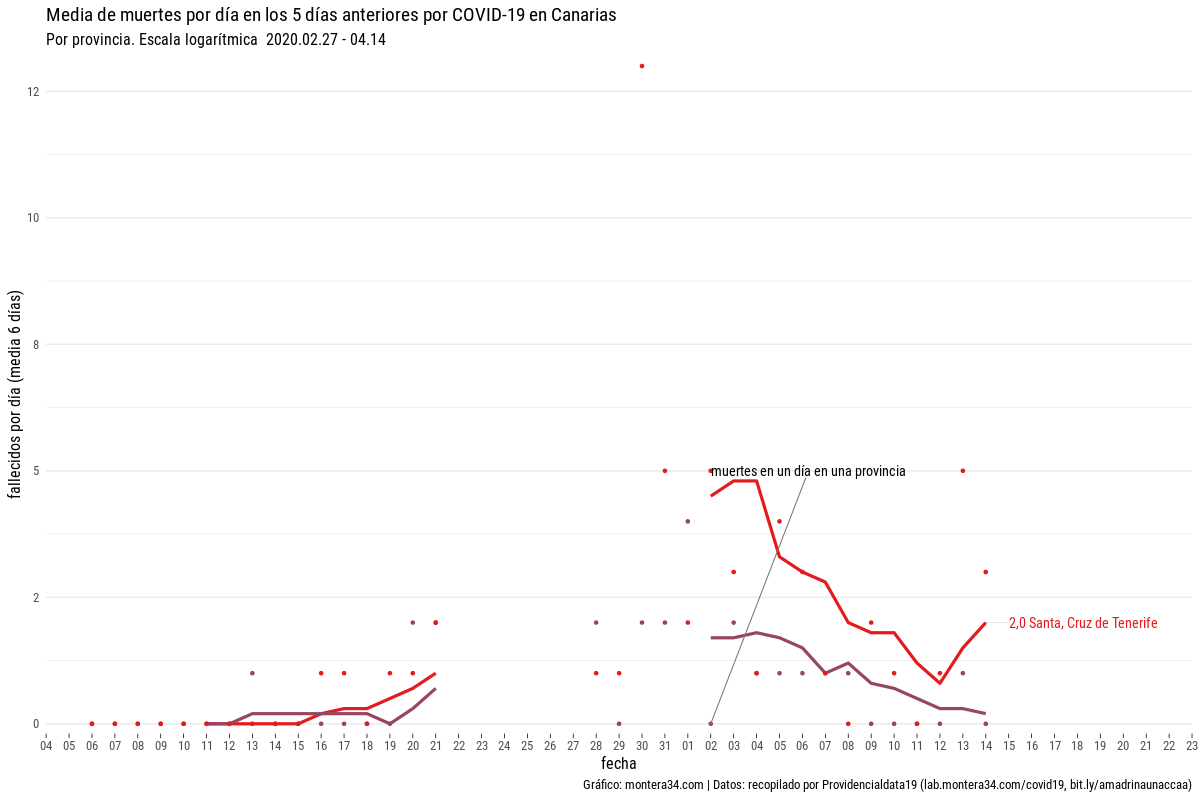 Media de muertes por día en los 5 días anteriores por COVID-19 en Canarias
Por provincia. Escala logarítmica 2020.02.27 - 04.14
12
10
8
5
2
0
fallecidos por día (media 6 días)
muertes en un día en una provincia
2,0 Santa, Cruz de Tenerife
04 05 06 07 08 09 10 11 12 13 14 15 16 17 18 19 20 21 22 23 24 25 26 27 28 29 30 31 01 02 03 04 05 06 07 08 09 10 11 12 13 14 15 16 17 18 19 20 21 22 23
fecha
Gráfico: montera34.com | Datos: recopilado por Providencialdata19 (lab.montera34.com/covid19, bit.ly/amadrinaunaccaa)